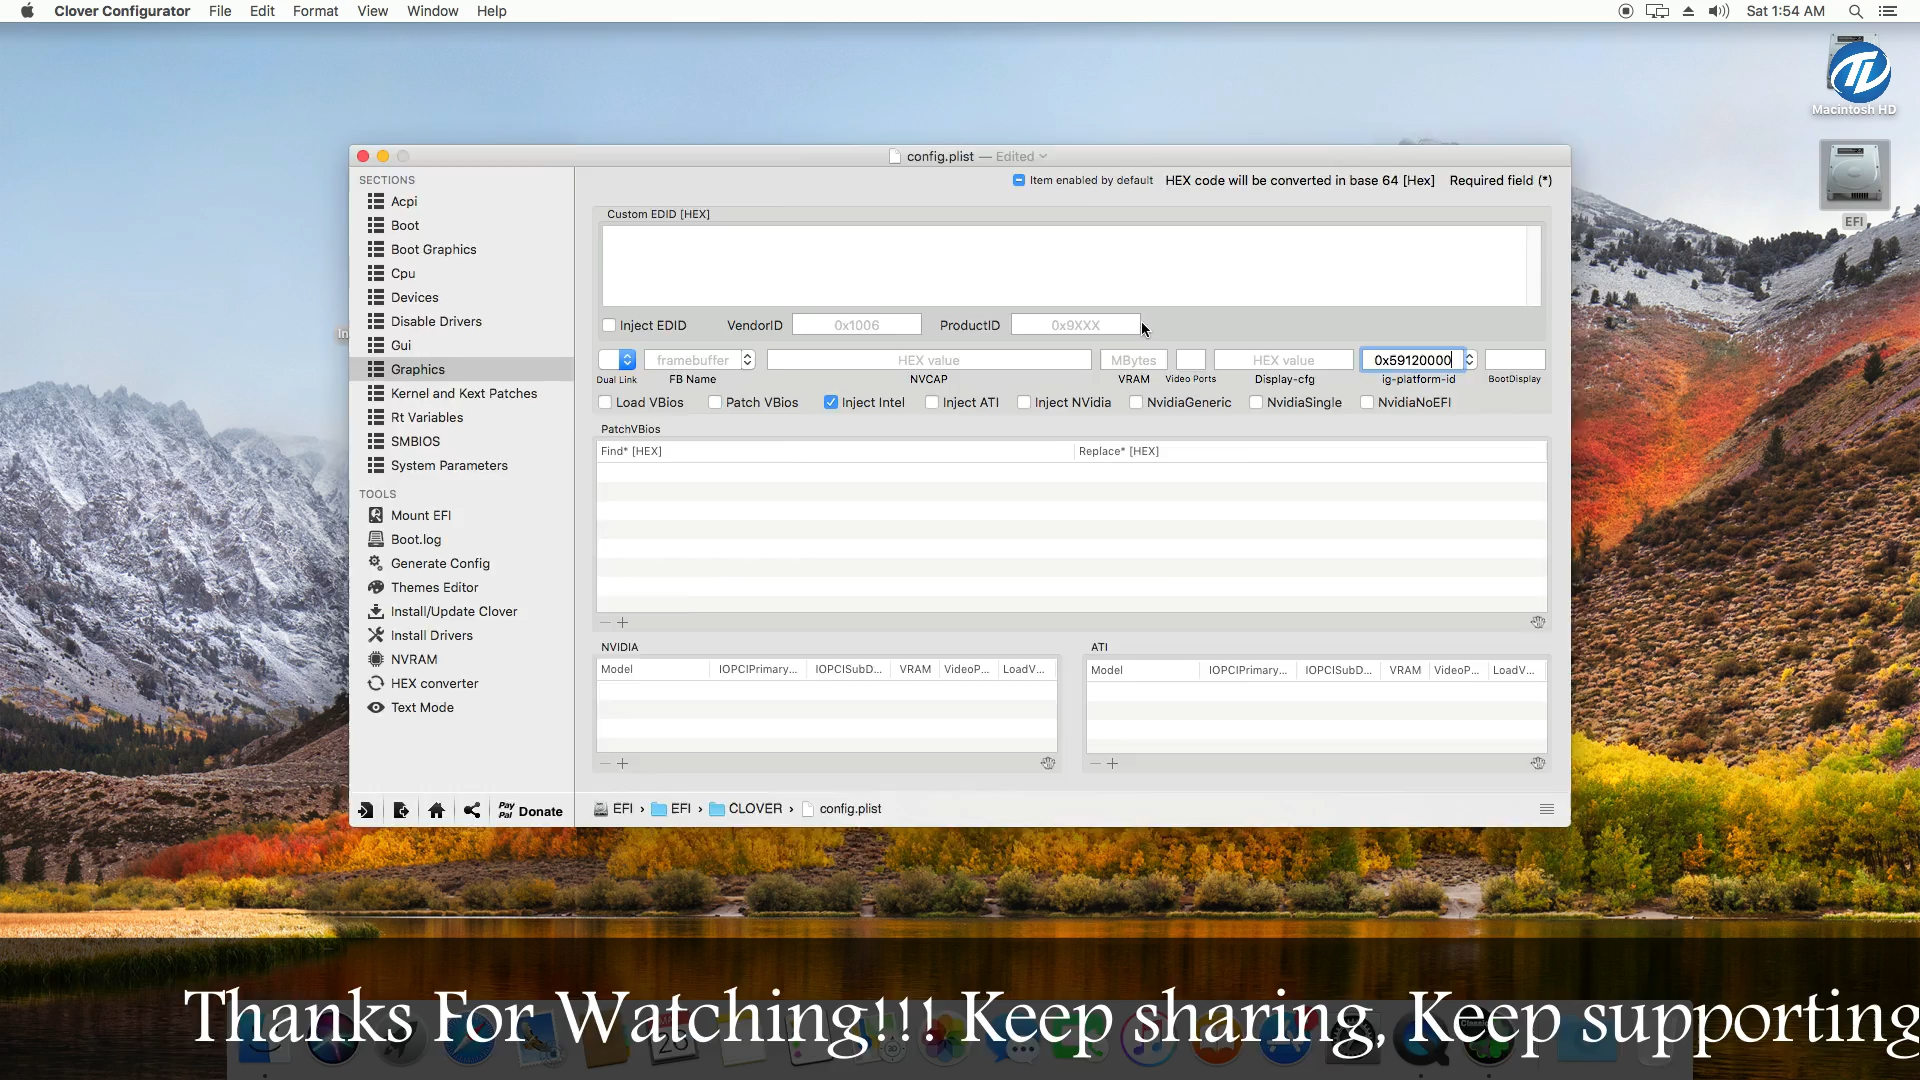 Clover Configurator File Edit Format View Window Help
Sat 1:54 AM
TL
Macintosh HD
EFI
In
config.plist — Edited
SECTIONS
Acpi
Boot
Boot Graphics
Cpu
Devices
Disable Drivers
Gui
Graphics
Kernel and Kext Patches
Rt Variables
SMBIOS
System Parameters
TOOLS
Mount EFI
Boot.log
Generate Config
Themes Editor
Install/Update Clover
Install Drivers
NVRAM
HEX converter
Text Mode
Pay Pal Donate
Item enabled by default HEX code will be converted in base 64 [Hex] Required field (*)
Custom EDID [HEX]
Inject EDID VendorID 0x1006 ProductID 0x9XXX
framebuffer HEX value MBytes HEX value 0x59120000
Dual Link FB Name NVCAP VRAM Video Ports Display-cfg ig-platform-id BootDisplay
Load VBios Patch VBios Inject Intel Inject ATI Inject NVidia NvidiaGeneric NvidiaSingle NvidiaNoEFI
PatchVBios
Find* [HEX] Replace* [HEX]
NVIDIA
Model IOPCIPrimary... IOPCISubD... VRAM VideoP... LoadV...
ATI
Model IOPCIPrimary... IOPCISubD... VRAM VideoP... LoadV...
EFI › EFI › CLOVER › config.plist
Thanks For Watching!!! Keep sharing, Keep supporting